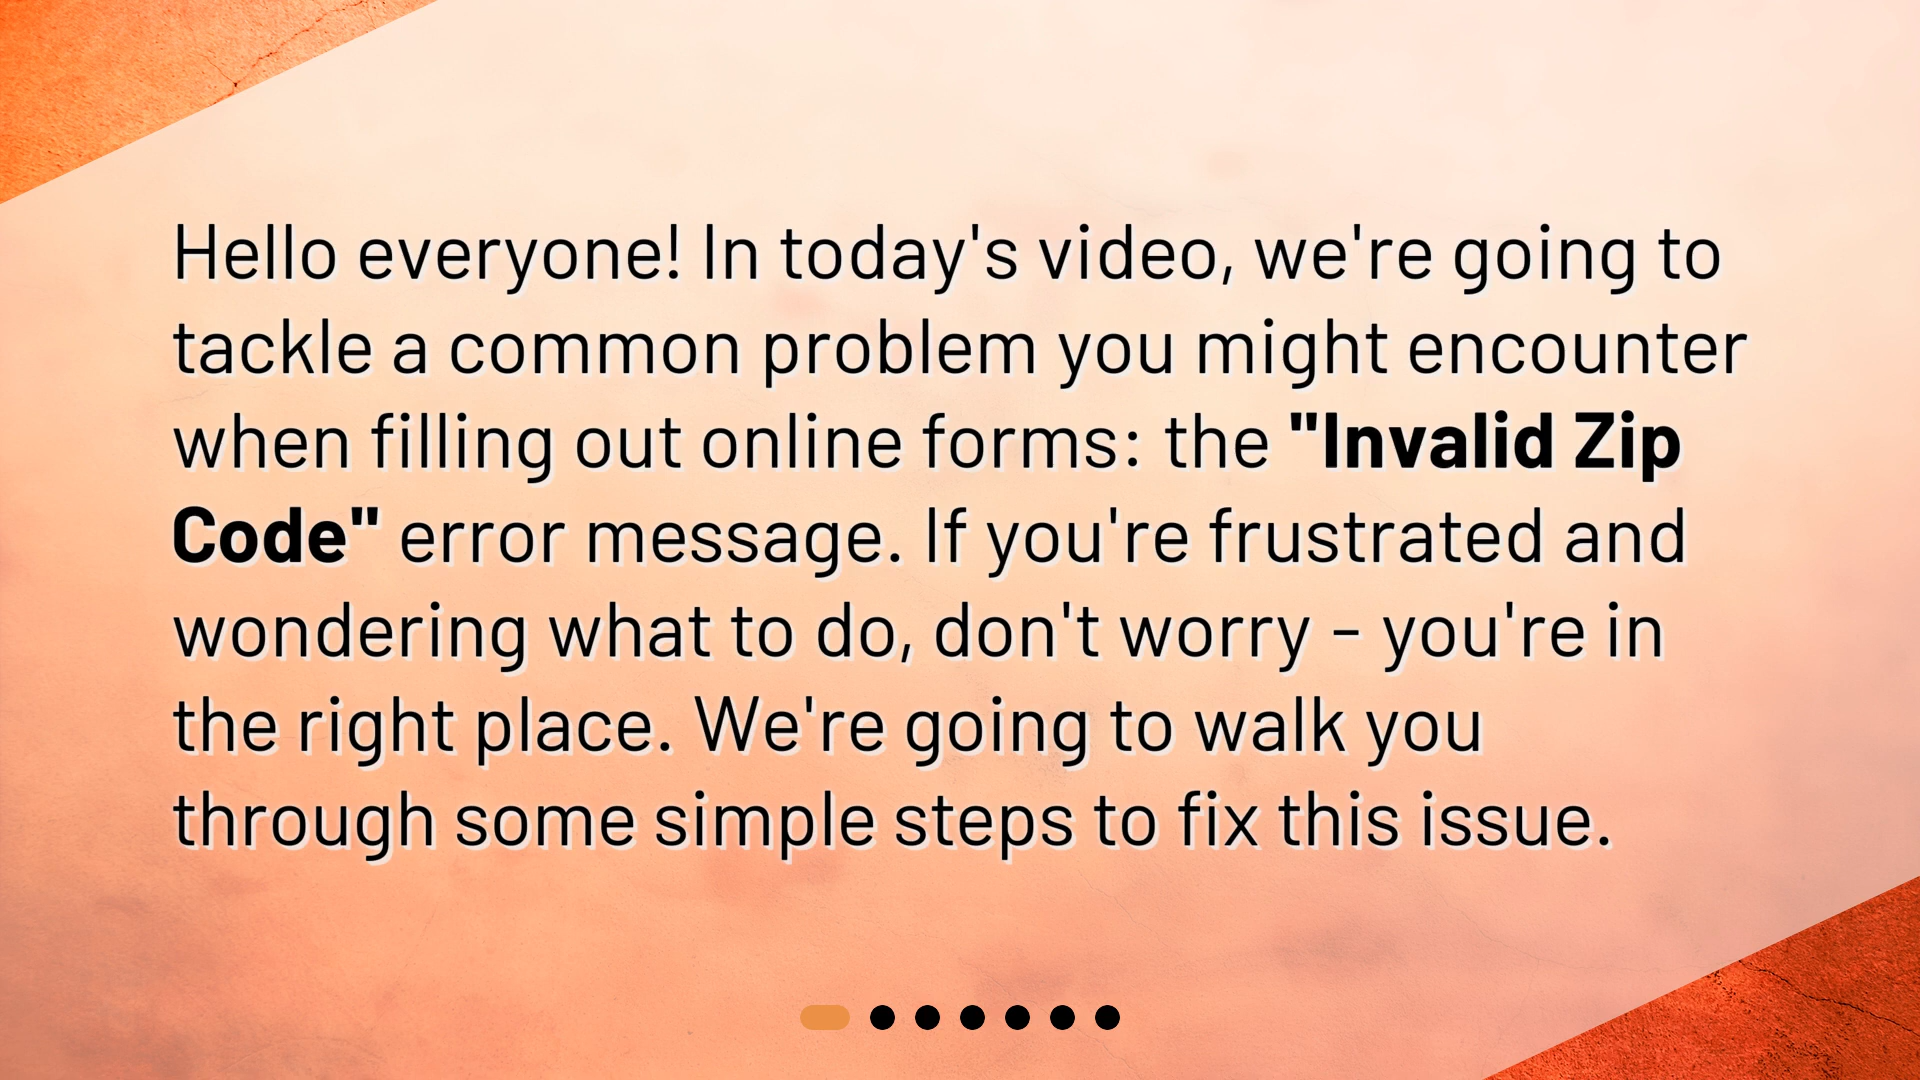 Hello everyone! In today's video, we're going to
tackle a common problem you might encounter
when filling out online forms: the "Invalid Zip
Code" error message. If you're frustrated and
wondering what to do, don't worry - you're in
the right place. We're going to walk you
through some simple steps to fix this issue.